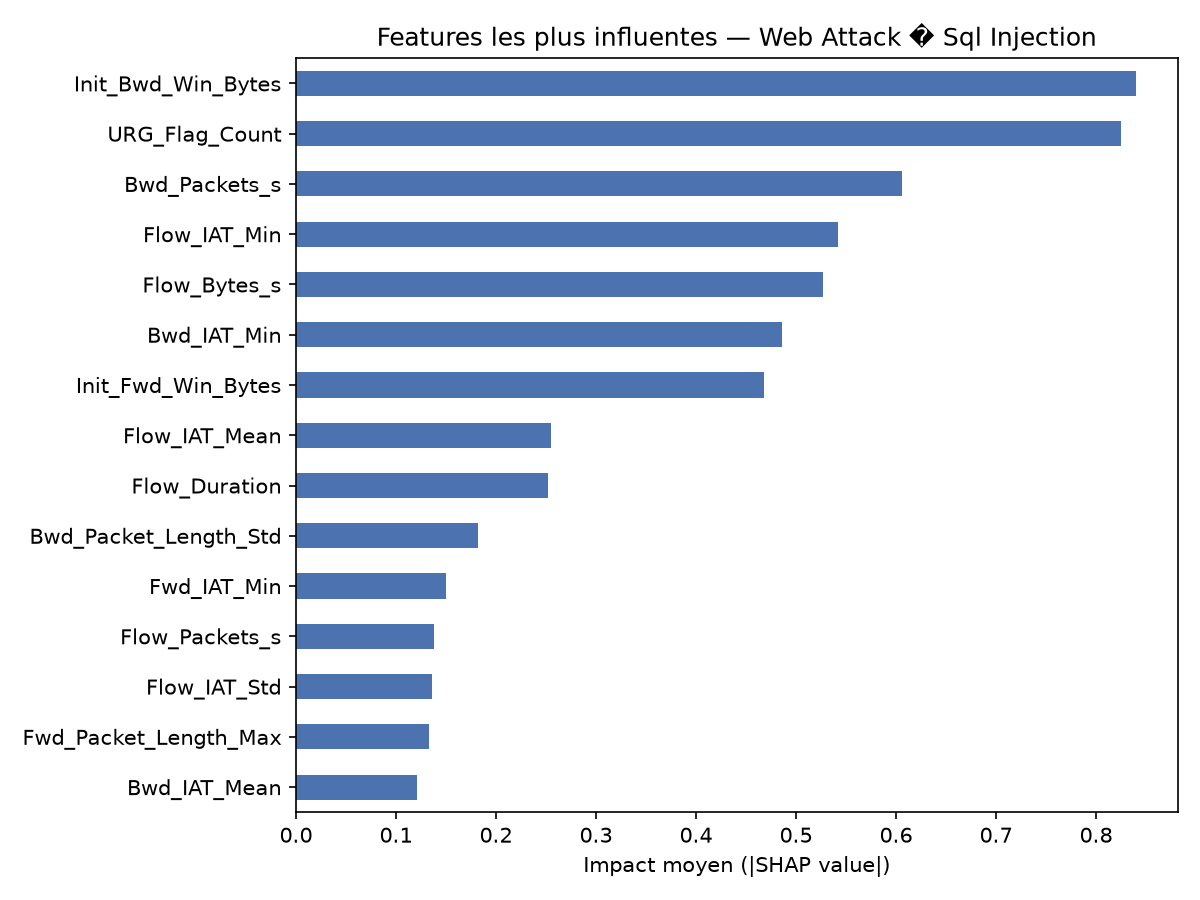 Features les plus influentes — Web Attack � Sql Injection
Init_Bwd_Win_Bytes
URG_Flag_Count
Bwd_Packets_s
Flow_IAT_Min
Flow_Bytes_s
Bwd_IAT_Min
Init_Fwd_Win_Bytes
Flow_IAT_Mean
Flow_Duration
Bwd_Packet_Length_Std
Fwd_IAT_Min
Flow_Packets_s
Flow_IAT_Std
Fwd_Packet_Length_Max
Bwd_IAT_Mean
0.0 0.1 0.2 0.3 0.4 0.5 0.6 0.7 0.8
Impact moyen (|SHAP value|)